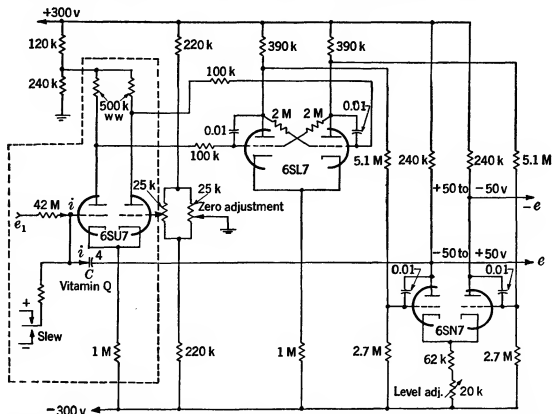 +300 v
120 k
220 k
390 k
390 k
240 k
100 k
500 k
ww
0.01
2 M
2 M
0.01
100 k
6SL7
5.1 M
240 k
240 k
5.1 M
25 k
25 k
Zero adjustment
+50 to −50 v
−e
42 M
i
e₁
6SU7
−50 to +50 v
e
i
4
C
Vitamin Q
0.01
0.01
6SN7
+
Slew
−
1 M
220 k
1 M
2.7 M
62 k
2.7 M
Level adj.
20 k
−300 v